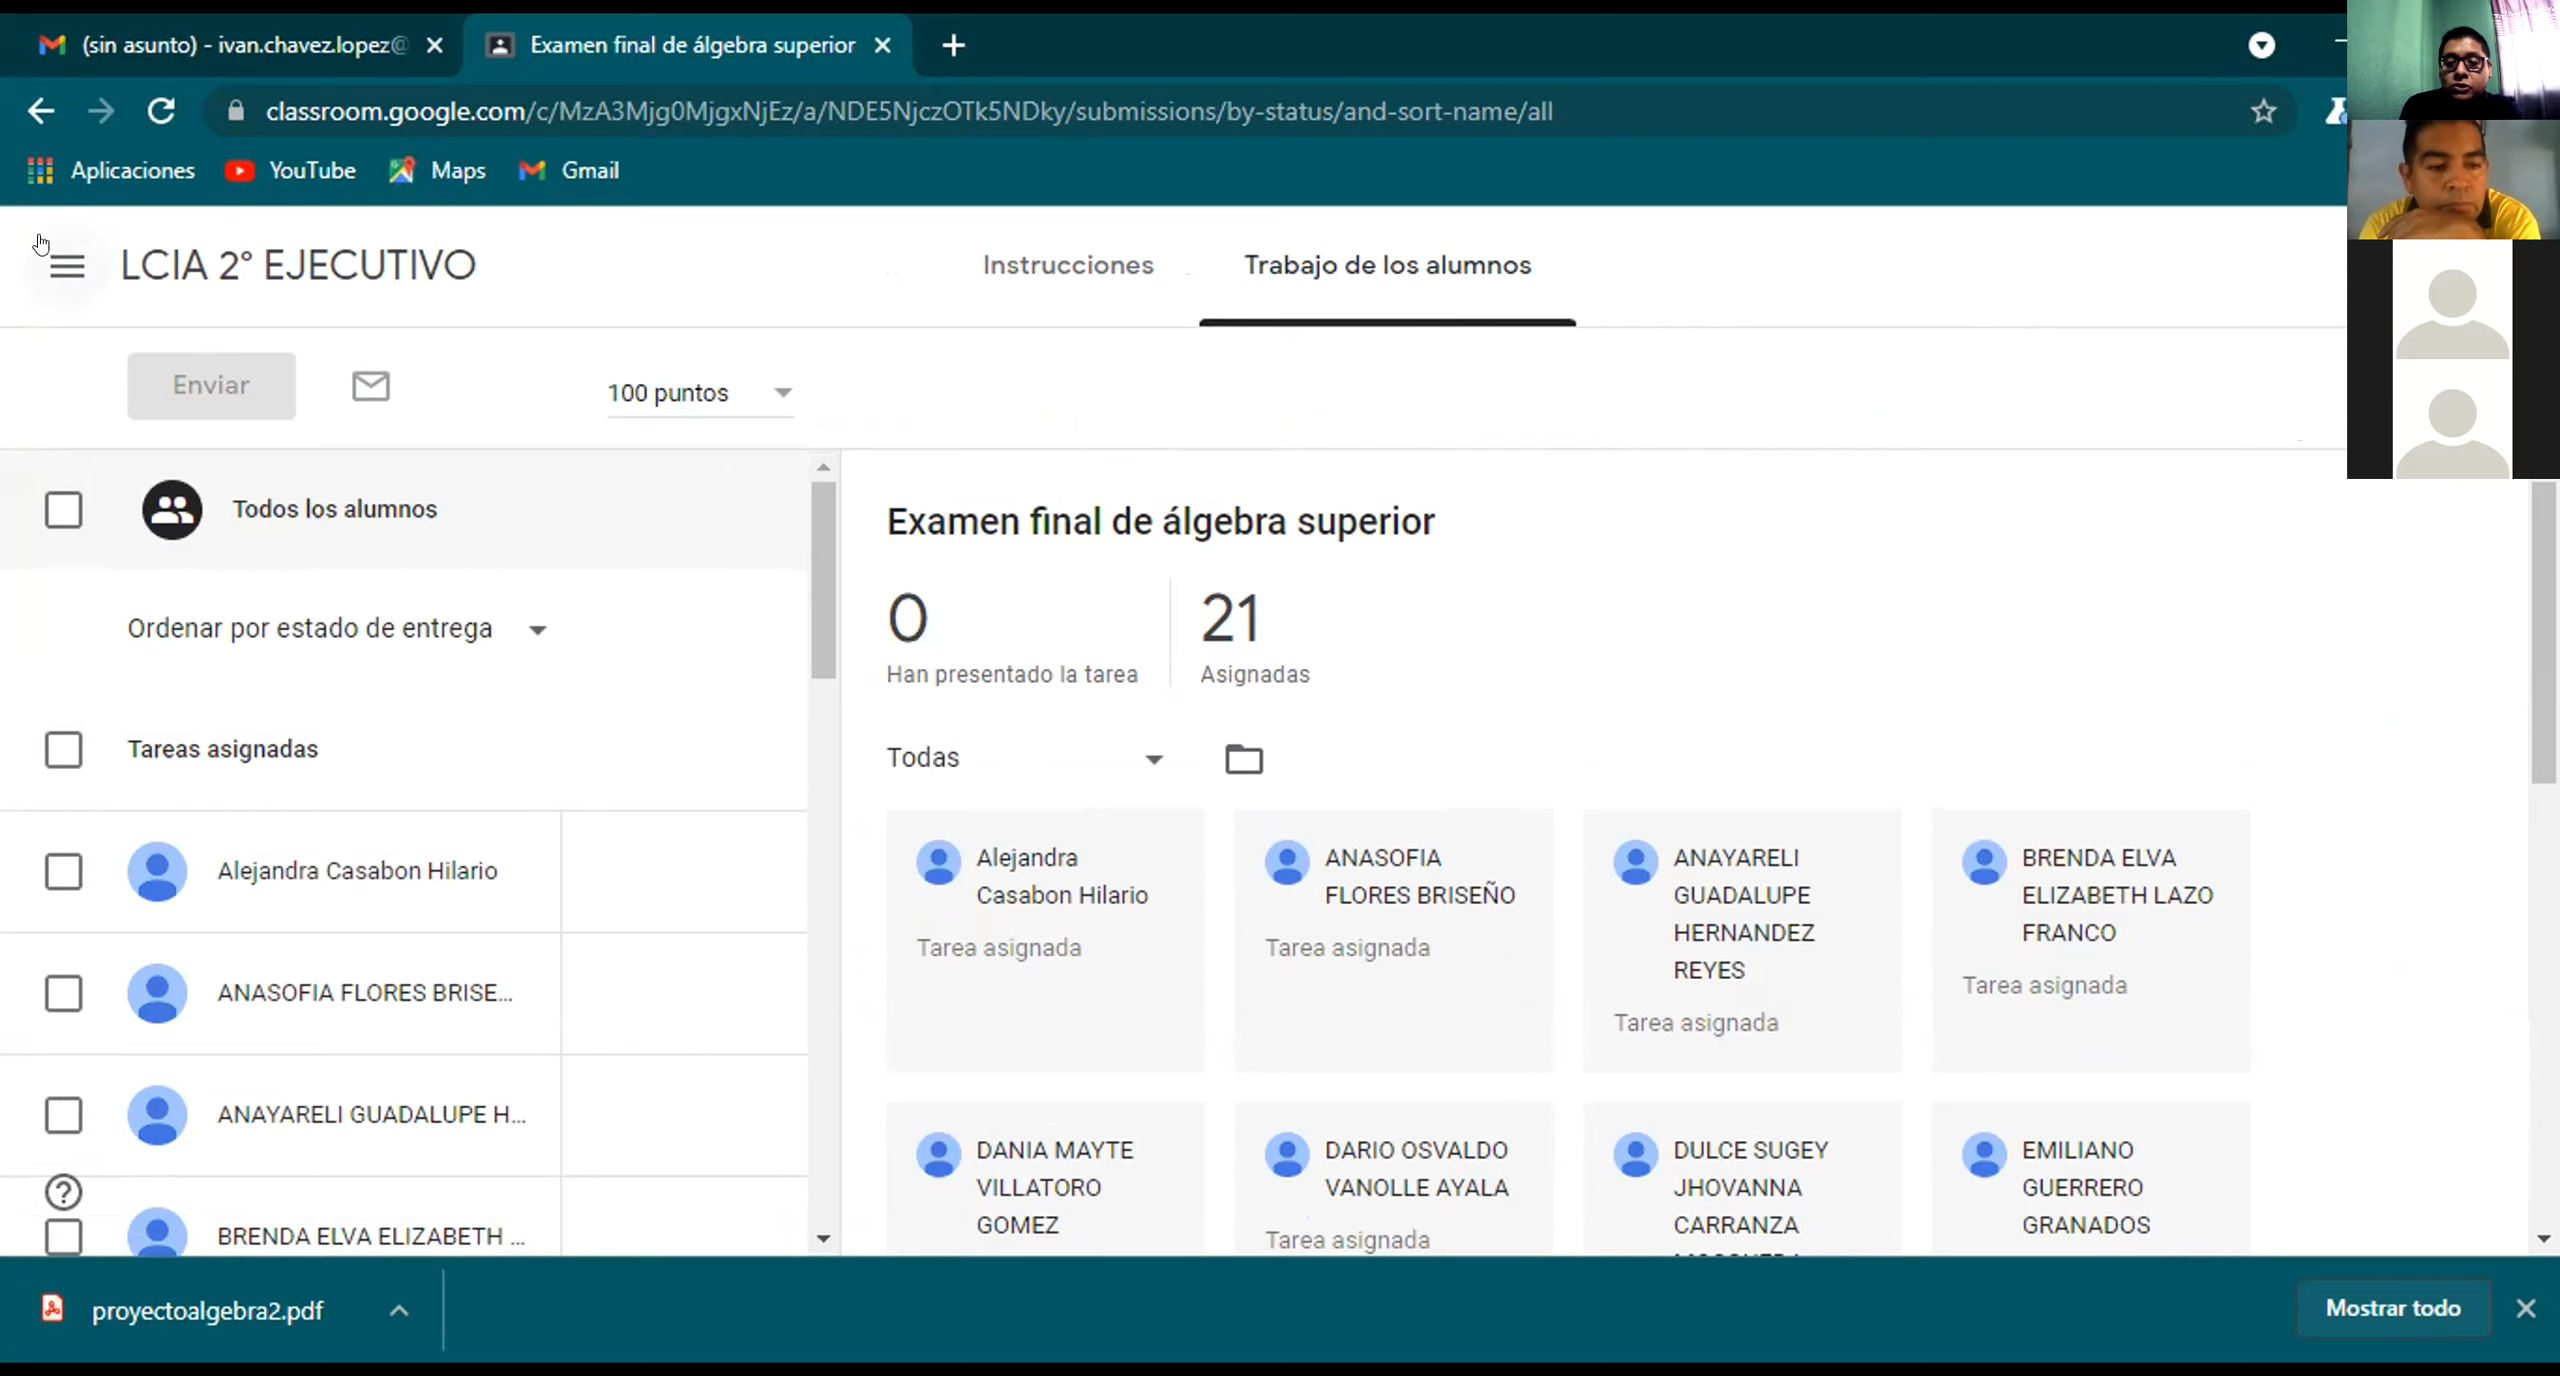 (sin asunto) - ivan.chavez.lopez@
Examen final de álgebra superior
classroom.google.com/c/MzA3Mjg0MjgxNjEz/a/NDE5NjczOTk5NDky/submissions/by-status/and-sort-name/all
Aplicaciones
YouTube
Maps
Gmail
LCIA 2° EJECUTIVO
Instrucciones
Trabajo de los alumnos
Enviar
100 puntos
Todos los alumnos
Ordenar por estado de entrega
Tareas asignadas
Alejandra Casabon Hilario
ANASOFIA FLORES BRISE...
ANAYARELI GUADALUPE H...
BRENDA ELVA ELIZABETH ...
Examen final de álgebra superior
0
Han presentado la tarea
21
Asignadas
Todas
Alejandra
Casabon Hilario
Tarea asignada
ANASOFIA
FLORES BRISEÑO
Tarea asignada
ANAYARELI
GUADALUPE
HERNANDEZ
REYES
Tarea asignada
BRENDA ELVA
ELIZABETH LAZO
FRANCO
Tarea asignada
DANIA MAYTE
VILLATORO
GOMEZ
DARIO OSVALDO
VANOLLE AYALA
Tarea asignada
DULCE SUGEY
JHOVANNA
CARRANZA
EMILIANO
GUERRERO
GRANADOS
proyectoalgebra2.pdf
Mostrar todo